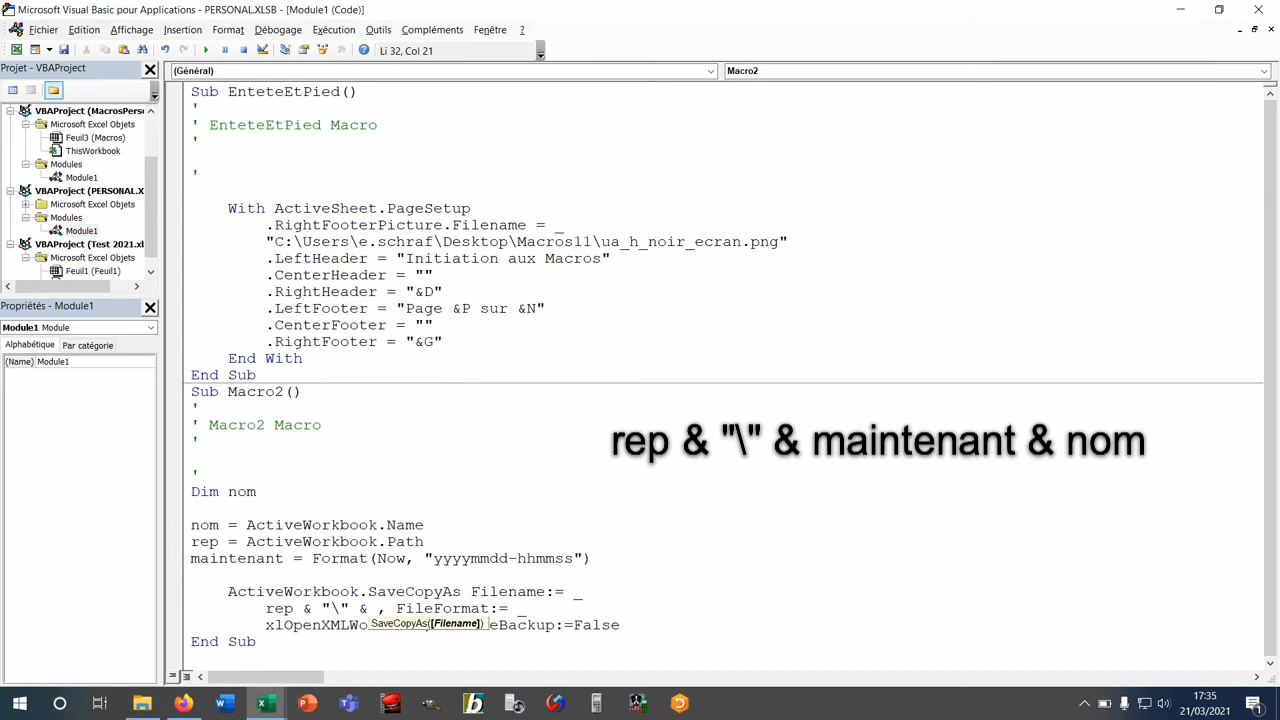 Microsoft Visual Basic pour Applications - PERSONAL.XLSB - [Module1 (Code)]
Fichier Edition Affichage Insertion Format Débogage Exécution Outils Compléments Fenêtre ?
Li 32, Col 21
Projet - VBAProject
(Général) Macro2
VBAProject (MacrosPers
Microsoft Excel Objets
Feuil3 (Macros)
ThisWorkbook
Modules
Module1
VBAProject (PERSONAL.X
Microsoft Excel Objets
Modules
Module1
VBAProject (Test 2021.xl
Microsoft Excel Objets
Feuil1 (Feuil1)
Propriétés - Module1
Module1 Module
Alphabétique Par catégorie
(Name) Module1
Sub EnteteEtPied()
'
' EnteteEtPied Macro
'
'
With ActiveSheet.PageSetup
.RightFooterPicture.Filename = _
"C:\Users\e.schraf\Desktop\Macros11\ua_h_noir_ecran.png"
.LeftHeader = "Initiation aux Macros"
.CenterHeader = ""
.RightHeader = "&D"
.LeftFooter = "Page &P sur &N"
.CenterFooter = ""
.RightFooter = "&G"
End With
End Sub
Sub Macro2()
'
' Macro2 Macro
'
'
Dim nom
nom = ActiveWorkbook.Name
rep = ActiveWorkbook.Path
maintenant = Format(Now, "yyyymmdd-hhmmss")
ActiveWorkbook.SaveCopyAs Filename:= _
rep & "\" & , FileFormat:= _
xlOpenXMLWo SaveCopyAs([Filename]) eBackup:=False
End Sub
rep & "\" & maintenant & nom
17:35
21/03/2021